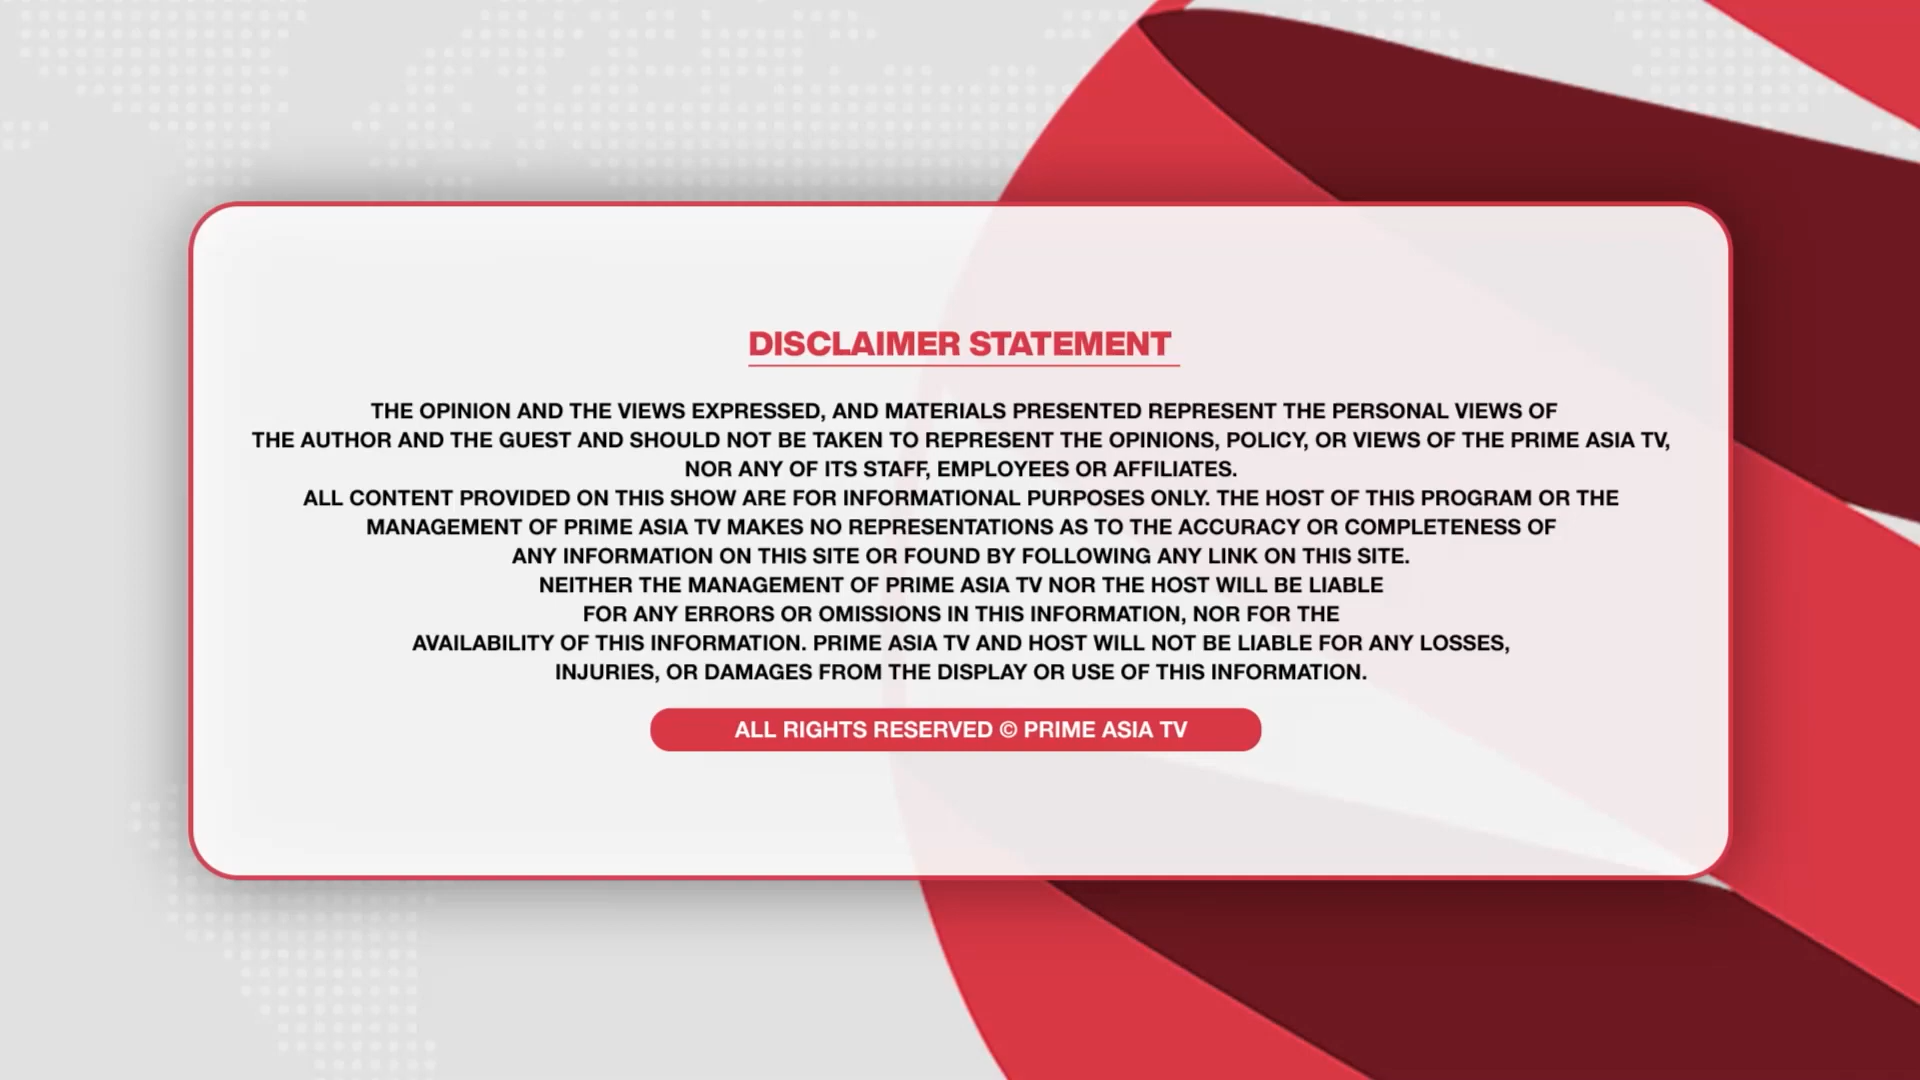 DISCLAIMER STATEMENT
THE OPINION AND THE VIEWS EXPRESSED, AND MATERIALS PRESENTED REPRESENT THE PERSONAL VIEWS OF
THE AUTHOR AND THE GUEST AND SHOULD NOT BE TAKEN TO REPRESENT THE OPINIONS, POLICY, OR VIEWS OF THE PRIME ASIA TV,
NOR ANY OF ITS STAFF, EMPLOYEES OR AFFILIATES.
ALL CONTENT PROVIDED ON THIS SHOW ARE FOR INFORMATIONAL PURPOSES ONLY. THE HOST OF THIS PROGRAM OR THE
MANAGEMENT OF PRIME ASIA TV MAKES NO REPRESENTATIONS AS TO THE ACCURACY OR COMPLETENESS OF
ANY INFORMATION ON THIS SITE OR FOUND BY FOLLOWING ANY LINK ON THIS SITE.
NEITHER THE MANAGEMENT OF PRIME ASIA TV NOR THE HOST WILL BE LIABLE
FOR ANY ERRORS OR OMISSIONS IN THIS INFORMATION, NOR FOR THE
AVAILABILITY OF THIS INFORMATION. PRIME ASIA TV AND HOST WILL NOT BE LIABLE FOR ANY LOSSES,
INJURIES, OR DAMAGES FROM THE DISPLAY OR USE OF THIS INFORMATION.
ALL RIGHTS RESERVED © PRIME ASIA TV